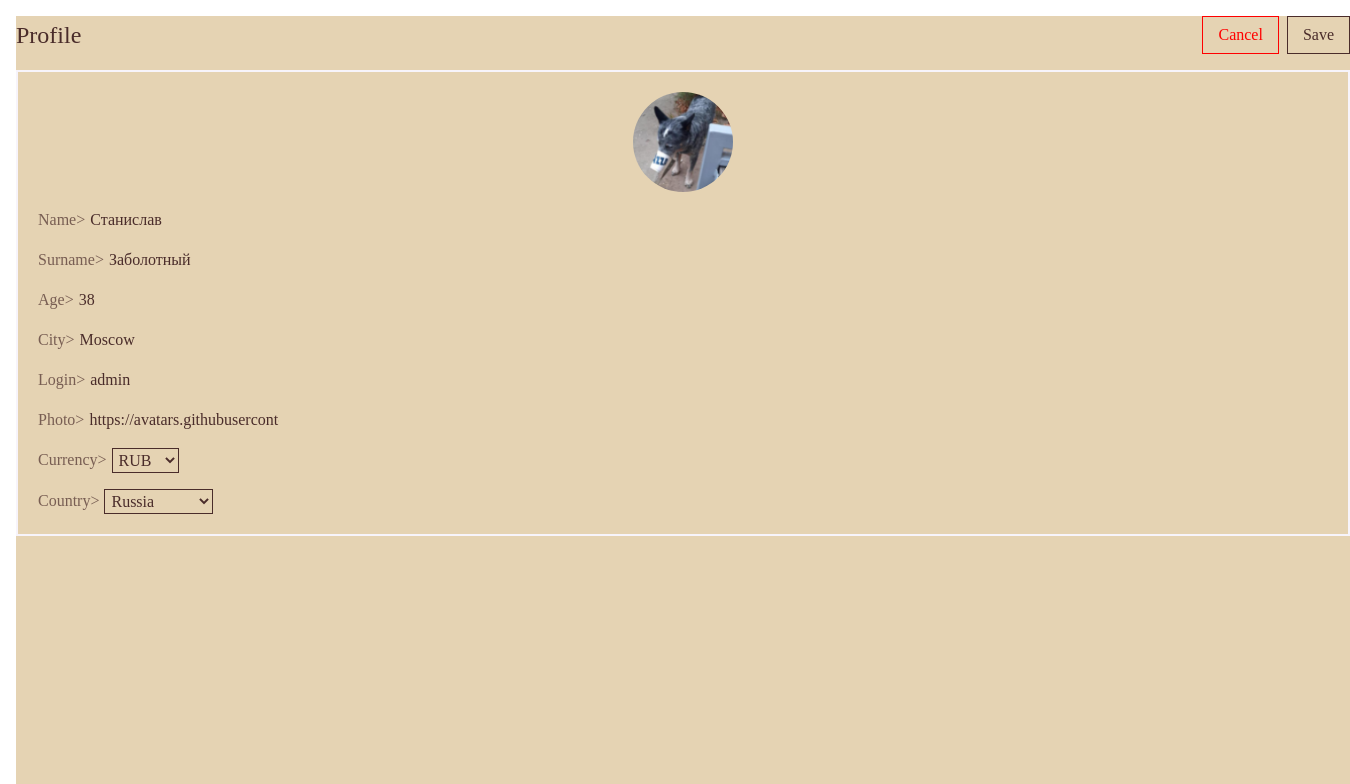 Profile
Cancel
Save
Name> Станислав
Surname> Заболотный
Age> 38
City> Moscow
Login> admin
Photo> https://avatars.githubusercont
Currency> RUB
Country> Russia